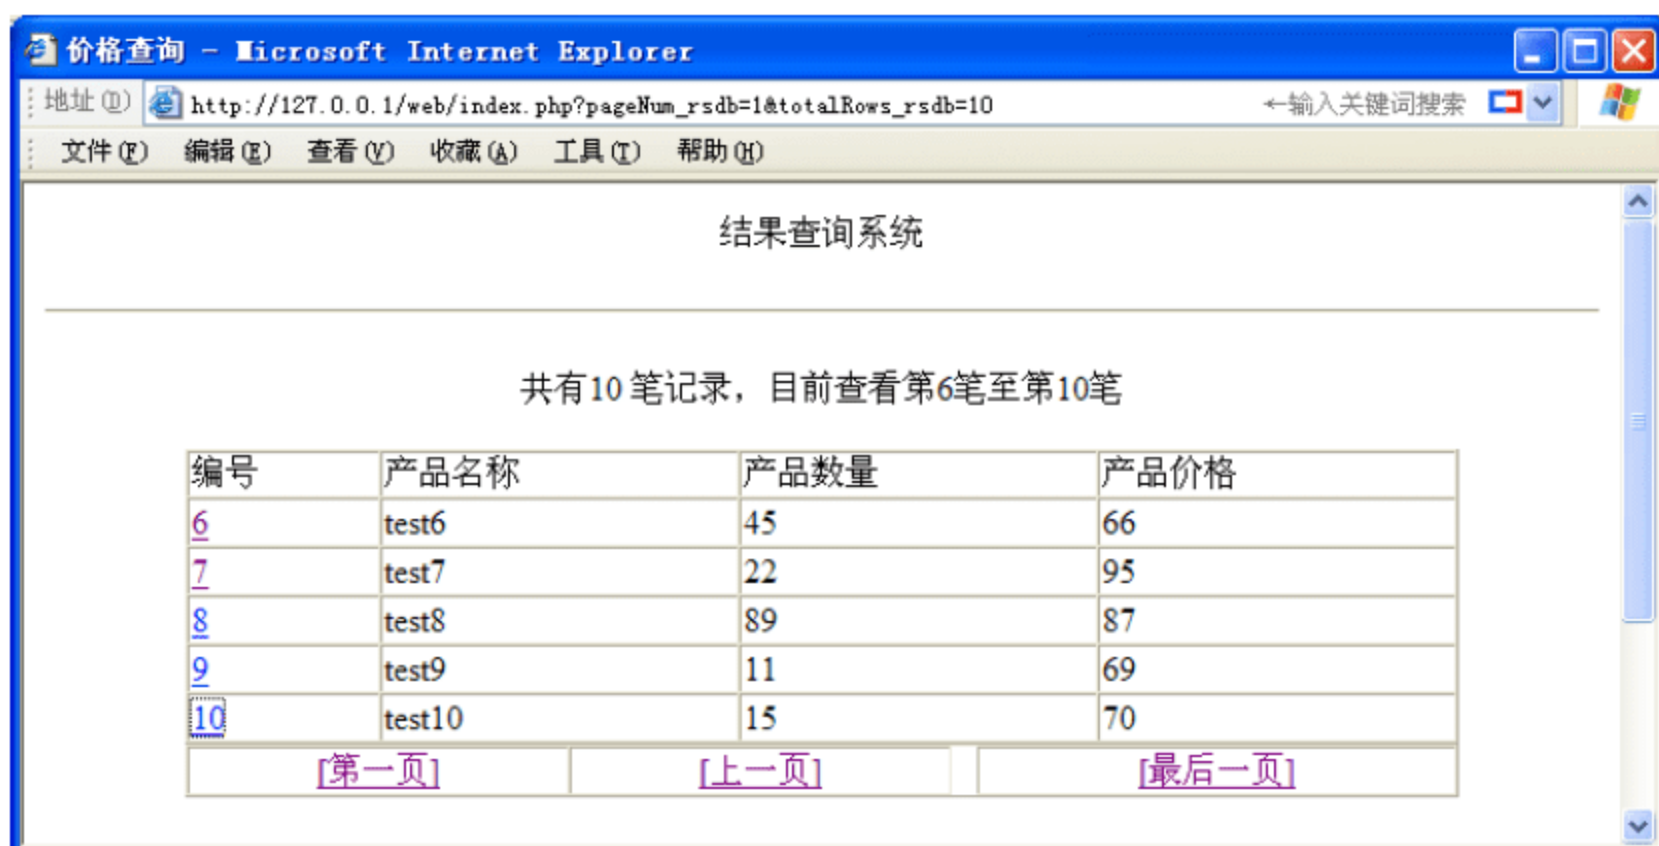 价格查询 - Microsoft Internet Explorer
地址(D) http://127.0.0.1/web/index.php?pageNum_rsdb=1&totalRows_rsdb=10 ←输入关键词搜索
文件(F) 编辑(E) 查看(V) 收藏(A) 工具(T) 帮助(H)
结果查询系统
共有10 笔记录，目前查看第6笔至第10笔
编号 产品名称 产品数量 产品价格
6 test6 45 66
7 test7 22 95
8 test8 89 87
9 test9 11 69
10 test10 15 70
[第一页] [上一页] [最后一页]